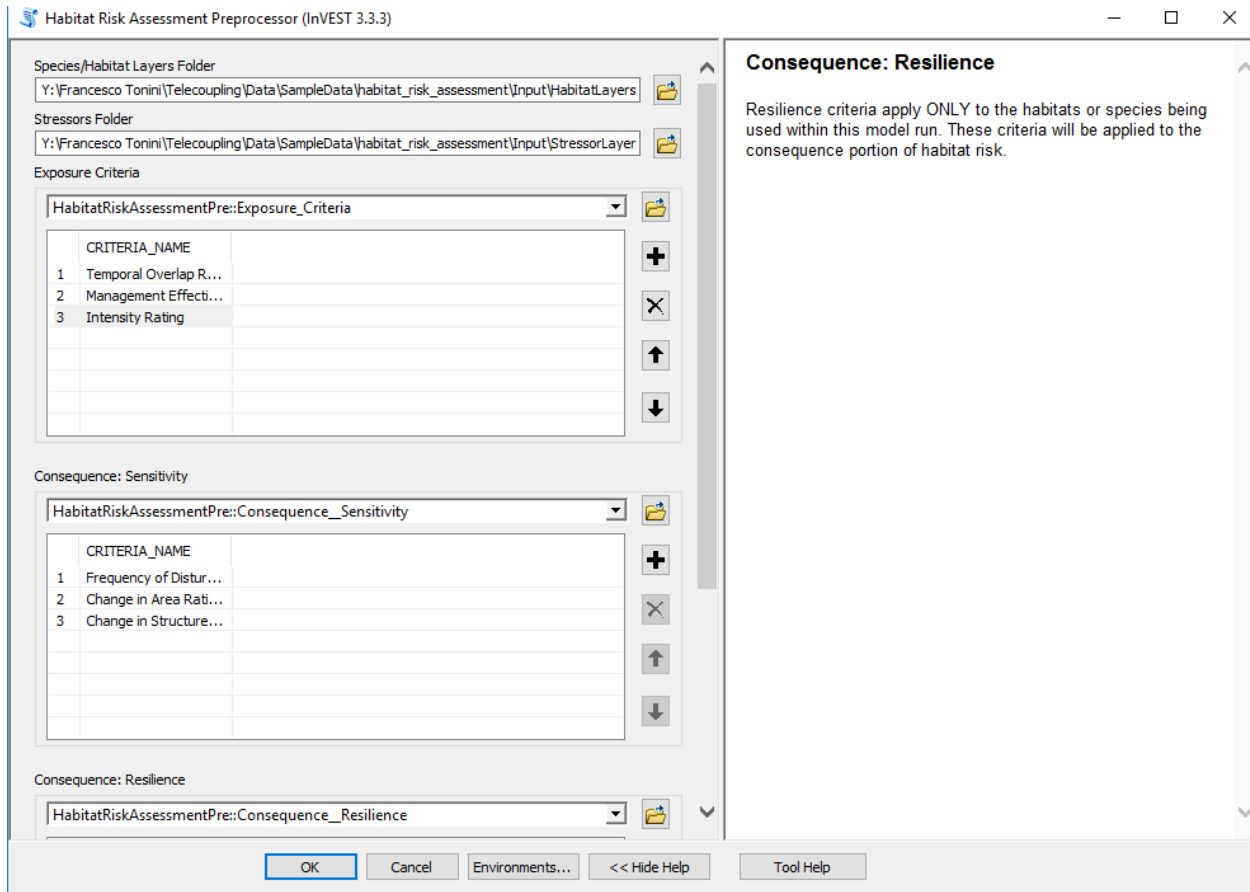 Habitat Risk Assessment Preprocessor (InVEST 3.3.3)
Species/Habitat Layers Folder
Y:\Francesco Tonini\Telecoupling\Data\SampleData\habitat_risk_assessment\Input\HabitatLayers
Stressors Folder
Y:\Francesco Tonini\Telecoupling\Data\SampleData\habitat_risk_assessment\Input\StressorLayer
Exposure Criteria
HabitatRiskAssessmentPre::Exposure_Criteria
CRITERIA_NAME
1 Temporal Overlap R...
2 Management Effecti...
3 Intensity Rating
Consequence: Sensitivity
HabitatRiskAssessmentPre::Consequence__Sensitivity
CRITERIA_NAME
1 Frequency of Distur...
2 Change in Area Rati...
3 Change in Structure...
Consequence: Resilience
HabitatRiskAssessmentPre::Consequence__Resilience
Consequence: Resilience
Resilience criteria apply ONLY to the habitats or species being
used within this model run. These criteria will be applied to the
consequence portion of habitat risk.
OK Cancel Environments... << Hide Help Tool Help